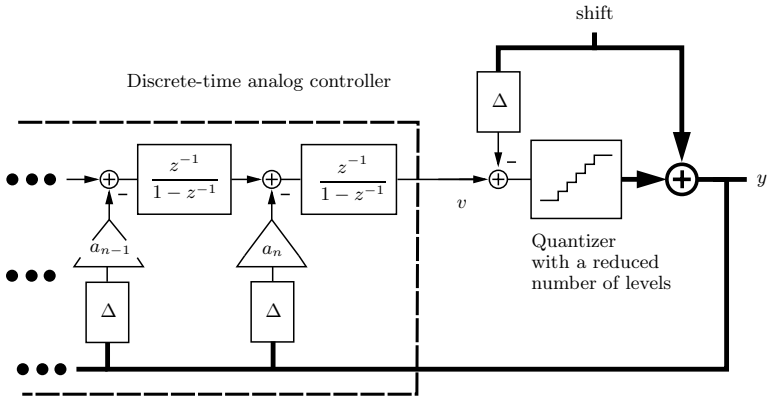 shift
Discrete-time analog controller
Δ
z^{-1}
1 − z^{-1}
z^{-1}
1 − z^{-1}
−
−
−
v
y
a_{n−1}
a_n
Quantizer
with a reduced
number of levels
Δ
Δ